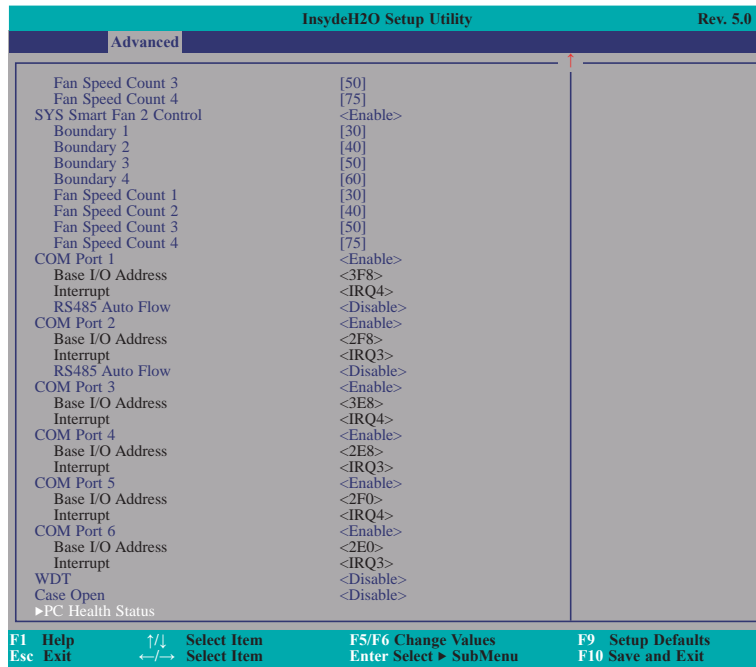 InsydeH2O Setup Utility Rev. 5.0
Advanced
↑
Fan Speed Count 3 [50]
Fan Speed Count 4 [75]
SYS Smart Fan 2 Control <Enable>
Boundary 1 [30]
Boundary 2 [40]
Boundary 3 [50]
Boundary 4 [60]
Fan Speed Count 1 [30]
Fan Speed Count 2 [40]
Fan Speed Count 3 [50]
Fan Speed Count 4 [75]
COM Port 1 <Enable>
Base I/O Address <3F8>
Interrupt <IRQ4>
RS485 Auto Flow <Disable>
COM Port 2 <Enable>
Base I/O Address <2F8>
Interrupt <IRQ3>
RS485 Auto Flow <Disable>
COM Port 3 <Enable>
Base I/O Address <3E8>
Interrupt <IRQ4>
COM Port 4 <Enable>
Base I/O Address <2E8>
Interrupt <IRQ3>
COM Port 5 <Enable>
Base I/O Address <2F0>
Interrupt <IRQ4>
COM Port 6 <Enable>
Base I/O Address <2E0>
Interrupt <IRQ3>
WDT <Disable>
Case Open <Disable>
►PC Health Status
F1 Help ↑/↓ Select Item F5/F6 Change Values F9 Setup Defaults
Esc Exit ←/→ Select Item Enter Select ► SubMenu F10 Save and Exit